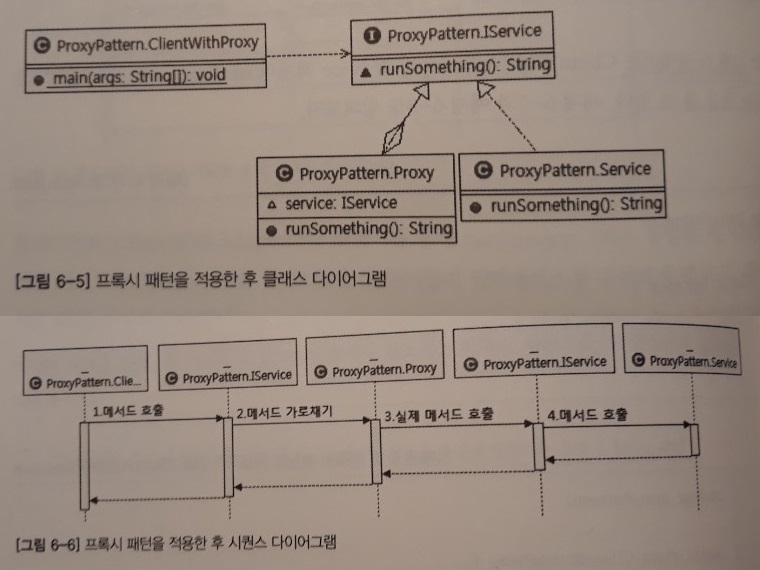 C ProxyPattern.ClientWithProxy
main(args: String[]): void
I ProxyPattern.IService
runSomething(): String
C ProxyPattern.Proxy
service: IService
runSomething(): String
C ProxyPattern.Service
runSomething(): String
[그림 6-5] 프록시 패턴을 적용한 후 클래스 다이어그램
C ProxyPattern.Clie...
C ProxyPattern.IService
C ProxyPattern.Proxy
C ProxyPattern.IService
C ProxyPattern.Service
1.메서드 호출
2.메서드 가로채기
3.실제 메서드 호출
4.메서드 호출
[그림 6-6] 프록시 패턴을 적용한 후 시퀀스 다이어그램